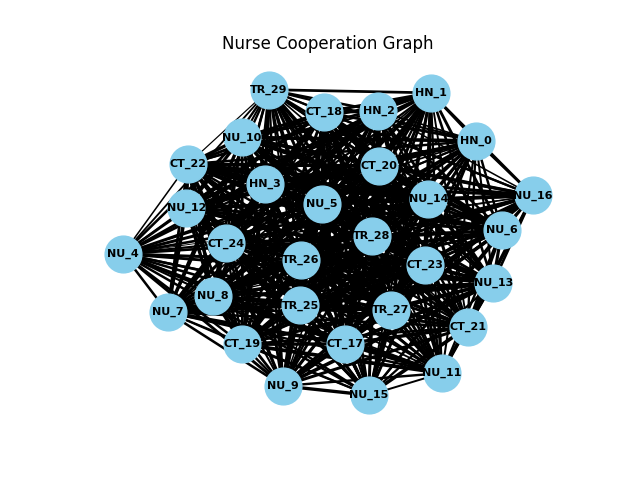 Nurse Cooperation Graph
TR_29
HN_1
CT_18
HN_2
NU_10
HN_0
CT_22
CT_20
HN_3
NU_16
NU_14
NU_5
NU_12
NU_6
TR_28
CT_24
NU_4
TR_26
CT_23
NU_13
NU_8
TR_25
TR_27
NU_7
CT_21
CT_19
CT_17
NU_11
NU_9
NU_15